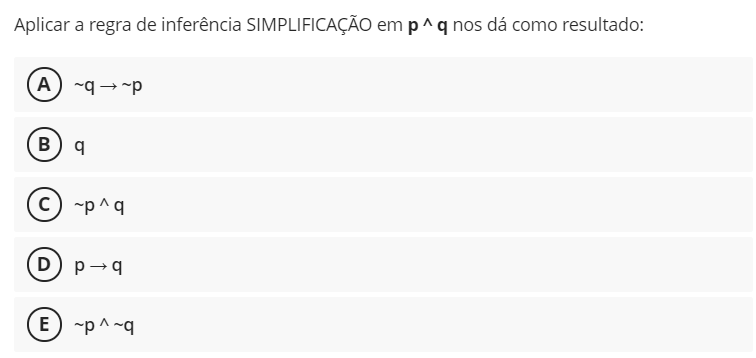 Aplicar a regra de inferência SIMPLIFICAÇÃO em p ^ q nos dá como resultado:
A ~q → ~p
B q
C ~p ^ q
D p → q
E ~p ^ ~q